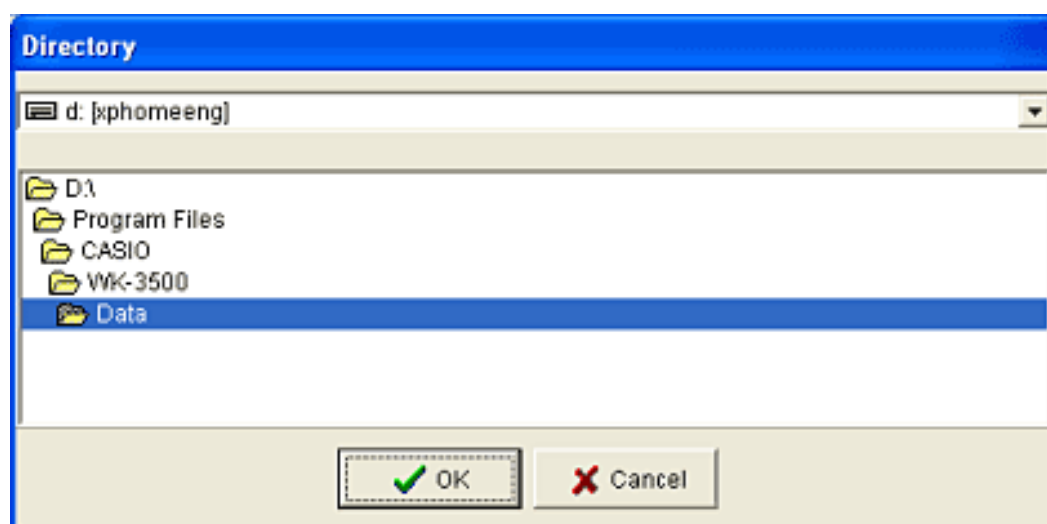 Directory
d: [xphomeeng]
D:\
Program Files
CASIO
WK-3500
Data
OK
Cancel